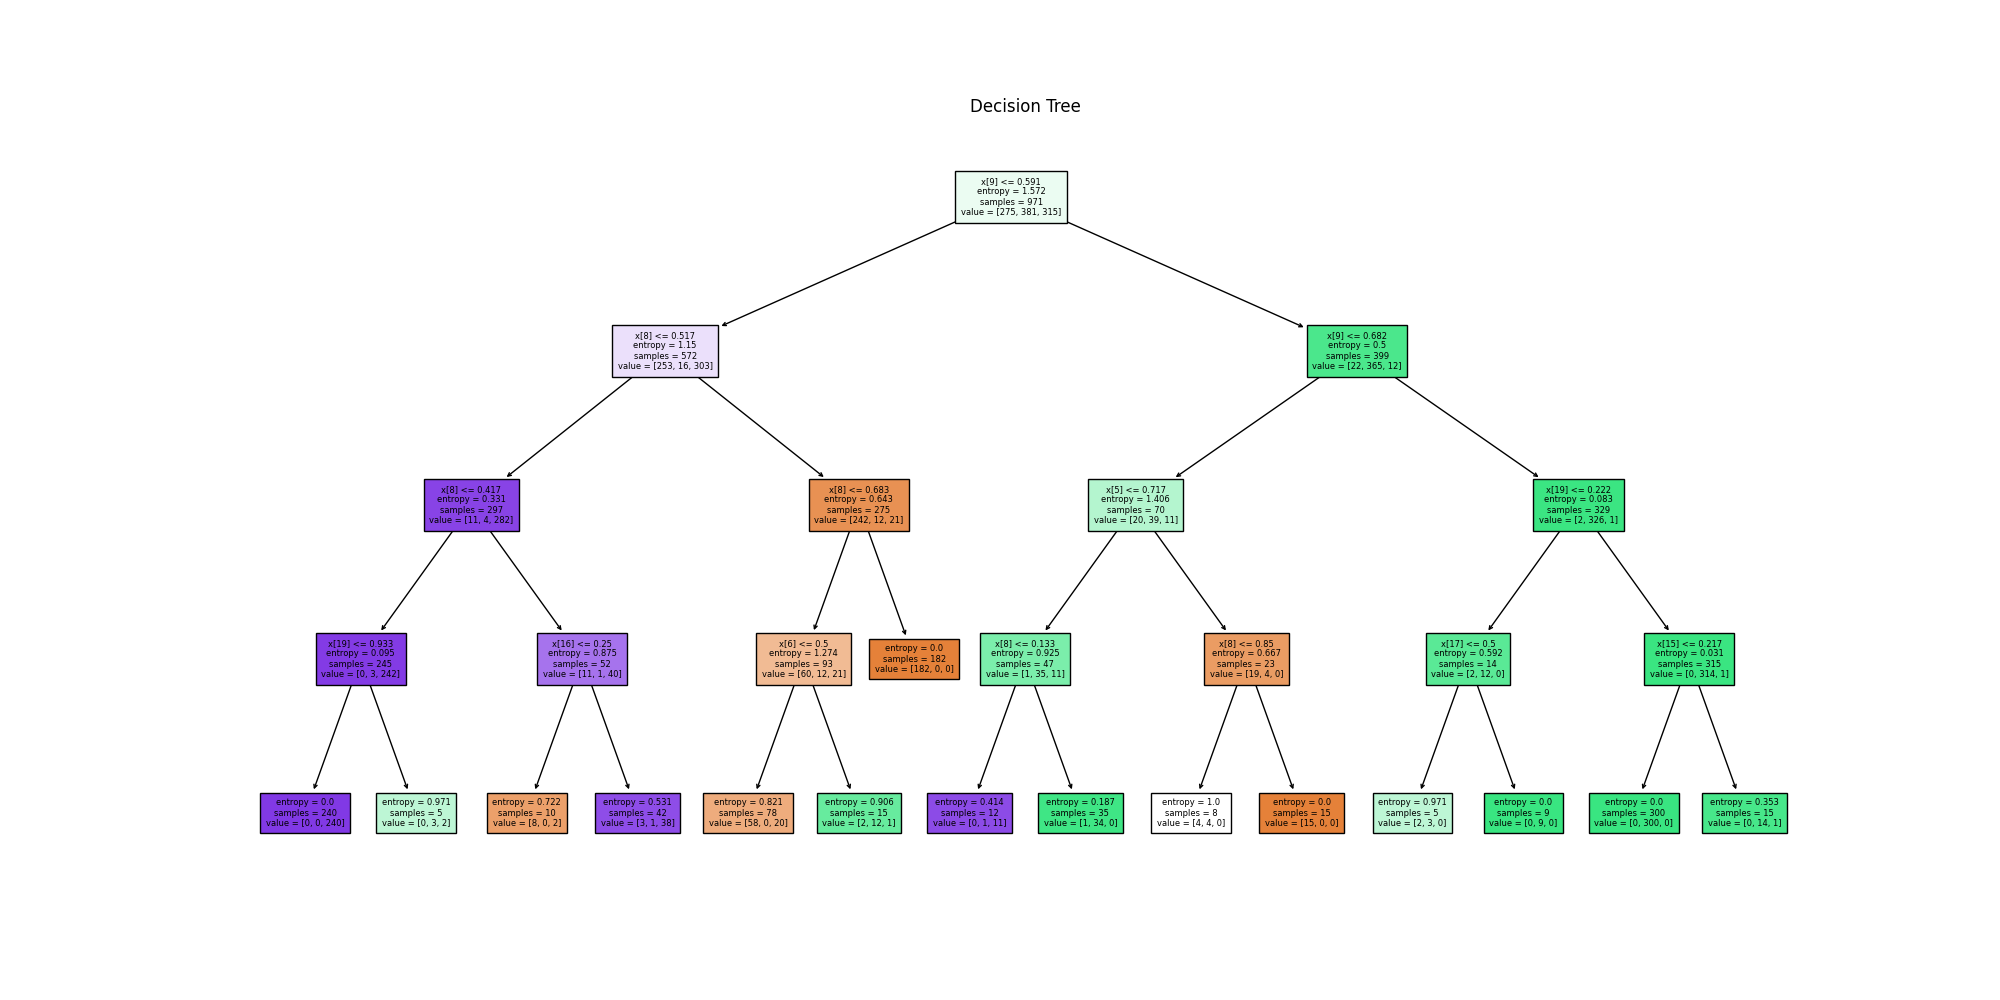 Decision Tree
x[9] <= 0.591
entropy = 1.572
samples = 971
value = [275, 381, 315]
x[8] <= 0.517
entropy = 1.15
samples = 572
value = [253, 16, 303]
x[9] <= 0.682
entropy = 0.5
samples = 399
value = [22, 365, 12]
x[8] <= 0.417
entropy = 0.331
samples = 297
value = [11, 4, 282]
x[8] <= 0.683
entropy = 0.643
samples = 275
value = [242, 12, 21]
x[5] <= 0.717
entropy = 1.406
samples = 70
value = [20, 39, 11]
x[19] <= 0.222
entropy = 0.083
samples = 329
value = [2, 326, 1]
x[19] <= 0.933
entropy = 0.095
samples = 245
value = [0, 3, 242]
x[16] <= 0.25
entropy = 0.875
samples = 52
value = [11, 1, 40]
x[6] <= 0.5
entropy = 1.274
samples = 93
value = [60, 12, 21]
entropy = 0.0
samples = 182
value = [182, 0, 0]
x[8] <= 0.133
entropy = 0.925
samples = 47
value = [1, 35, 11]
x[8] <= 0.85
entropy = 0.667
samples = 23
value = [19, 4, 0]
x[17] <= 0.5
entropy = 0.592
samples = 14
value = [2, 12, 0]
x[15] <= 0.217
entropy = 0.031
samples = 315
value = [0, 314, 1]
entropy = 0.0
samples = 240
value = [0, 0, 240]
entropy = 0.971
samples = 5
value = [0, 3, 2]
entropy = 0.722
samples = 10
value = [8, 0, 2]
entropy = 0.531
samples = 42
value = [3, 1, 38]
entropy = 0.821
samples = 78
value = [58, 0, 20]
entropy = 0.906
samples = 15
value = [2, 12, 1]
entropy = 0.414
samples = 12
value = [0, 1, 11]
entropy = 0.187
samples = 35
value = [1, 34, 0]
entropy = 1.0
samples = 8
value = [4, 4, 0]
entropy = 0.0
samples = 15
value = [15, 0, 0]
entropy = 0.971
samples = 5
value = [2, 3, 0]
entropy = 0.0
samples = 9
value = [0, 9, 0]
entropy = 0.0
samples = 300
value = [0, 300, 0]
entropy = 0.353
samples = 15
value = [0, 14, 1]